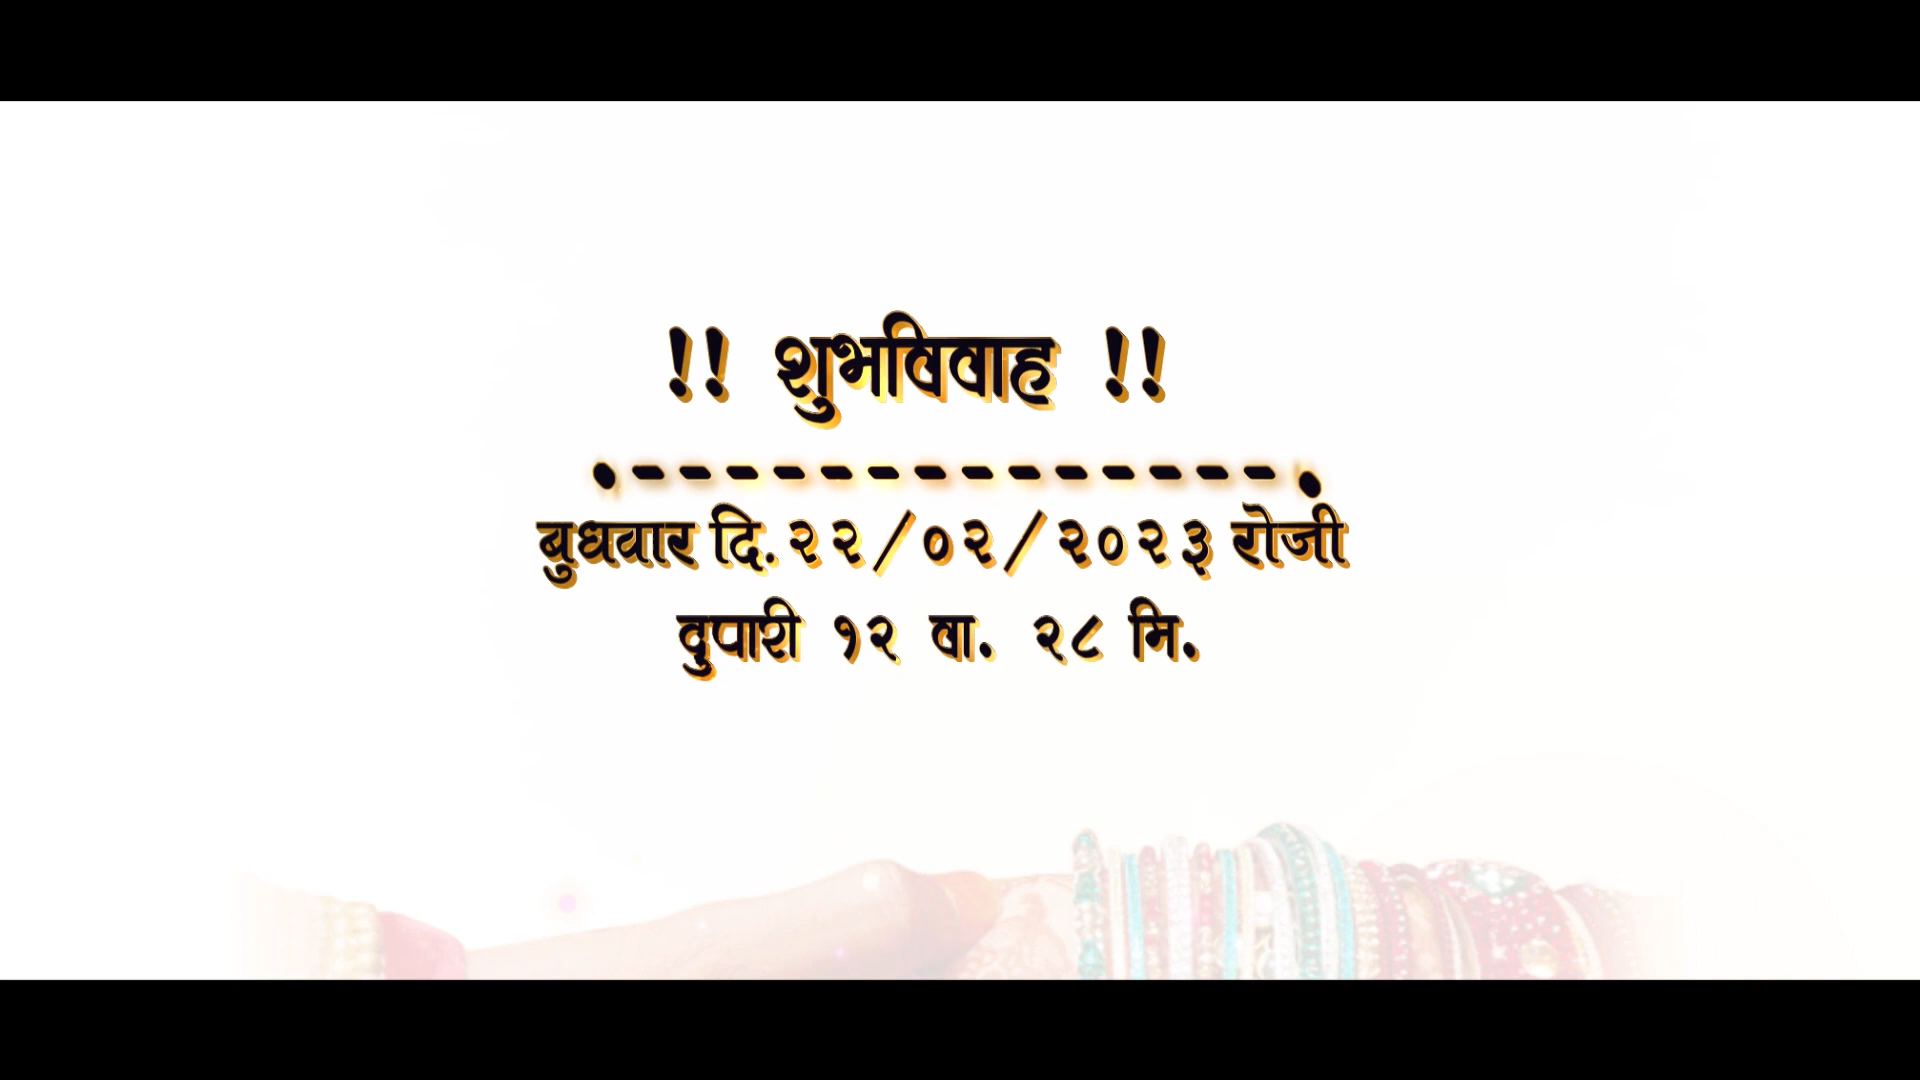 !! शुभविवाह !!
बुधवार दि.२२/०२/२०२३ रोजी
दुपारी १२ वा. २८ मि.